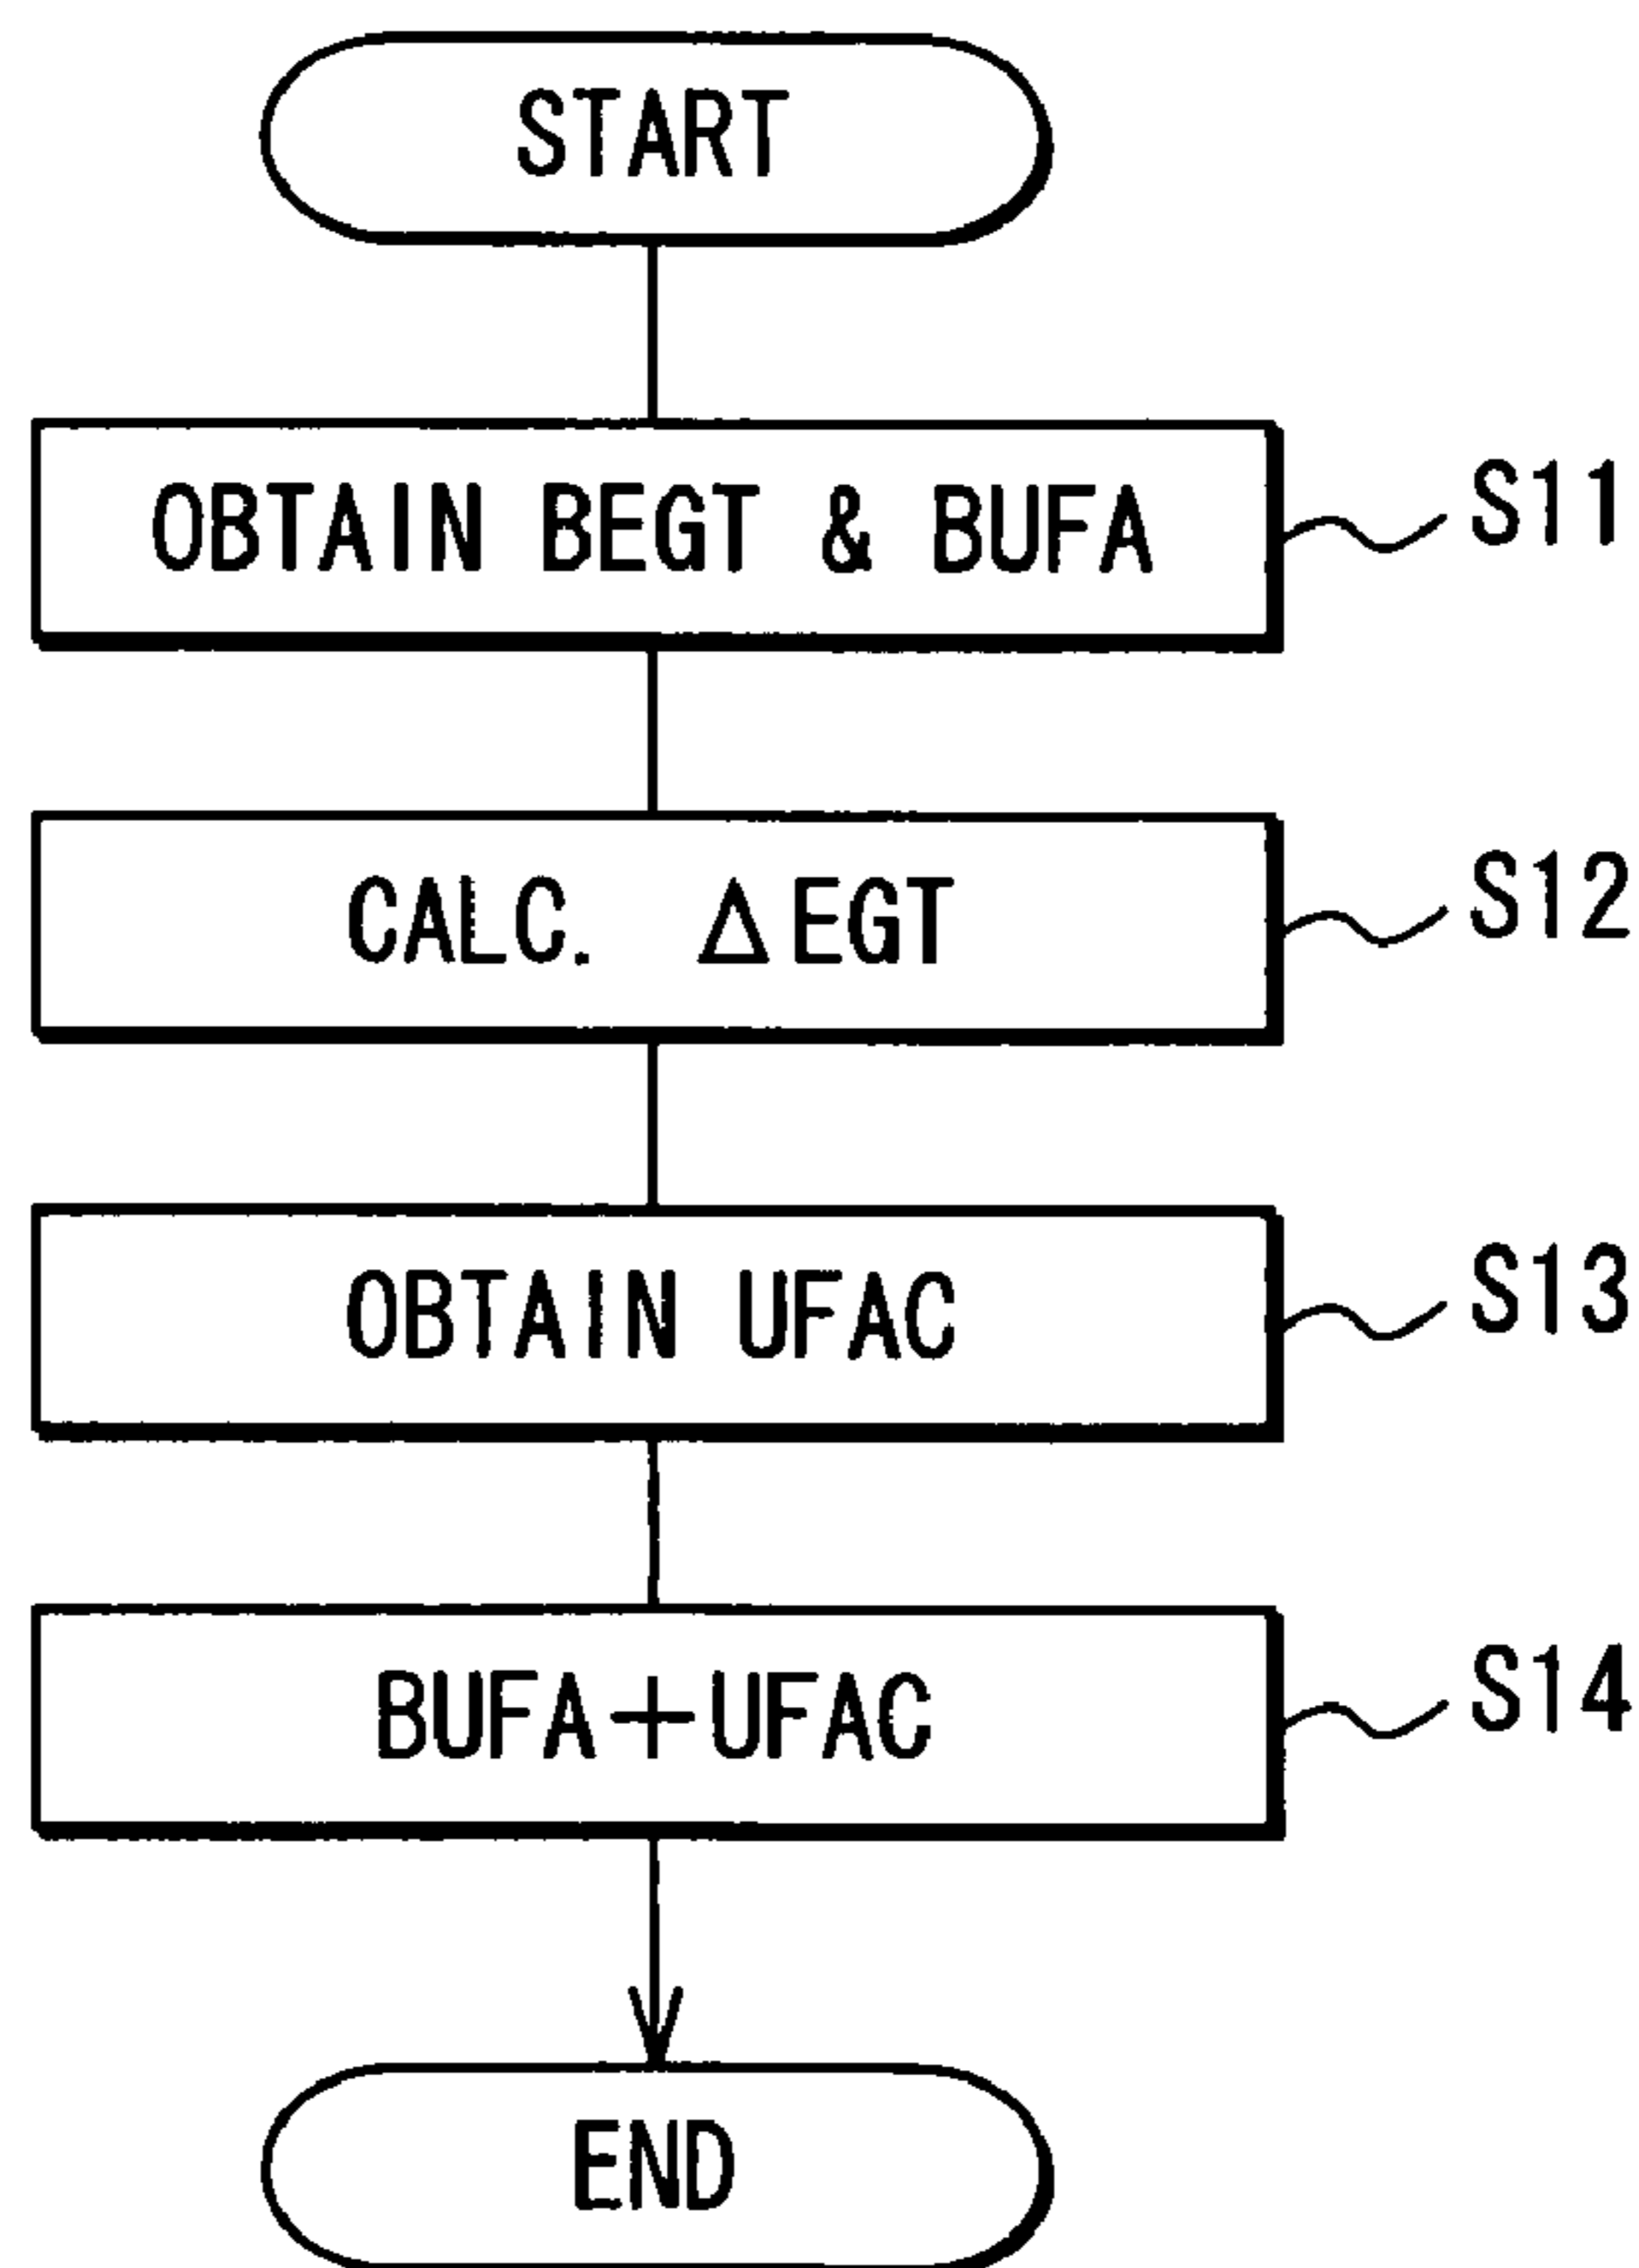 START
OBTAIN BEGT & BUFA
S11
CALC. ΔEGT
S12
OBTAIN UFAC
S13
BUFA+UFAC
S14
END